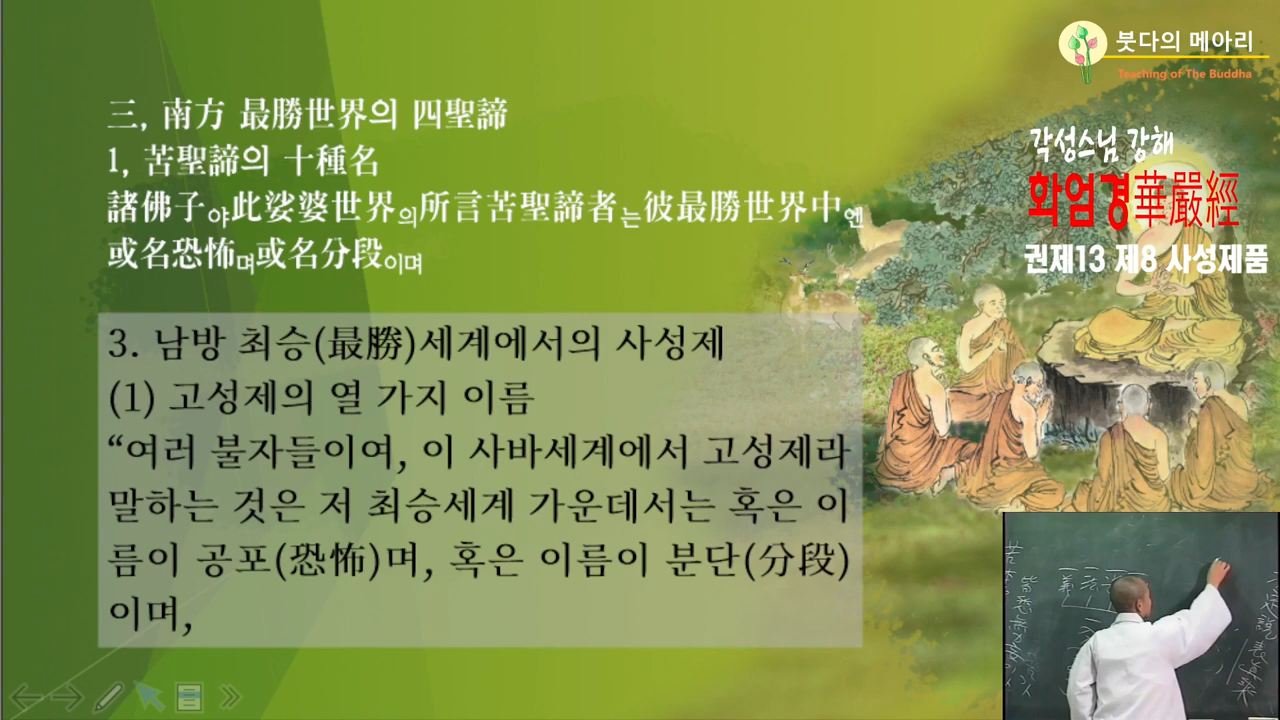 三, 南方 最勝世界의 四聖諦
1, 苦聖諦의 十種名
諸佛子야此娑婆世界의所言苦聖諦者는彼最勝世界中엔
或名恐怖며或名分段이며
3. 남방 최승(最勝)세계에서의 사성제
(1) 고성제의 열 가지 이름
“여러 불자들이여, 이 사바세계에서 고성제라
말하는 것은 저 최승세계 가운데서는 혹은 이
름이 공포(恐怖)며, 혹은 이름이 분단(分段)
이며,
붓다의 메아리
Teaching of The Buddha
각성스님 강해
화엄경華嚴經
권제13 제8 사성제품